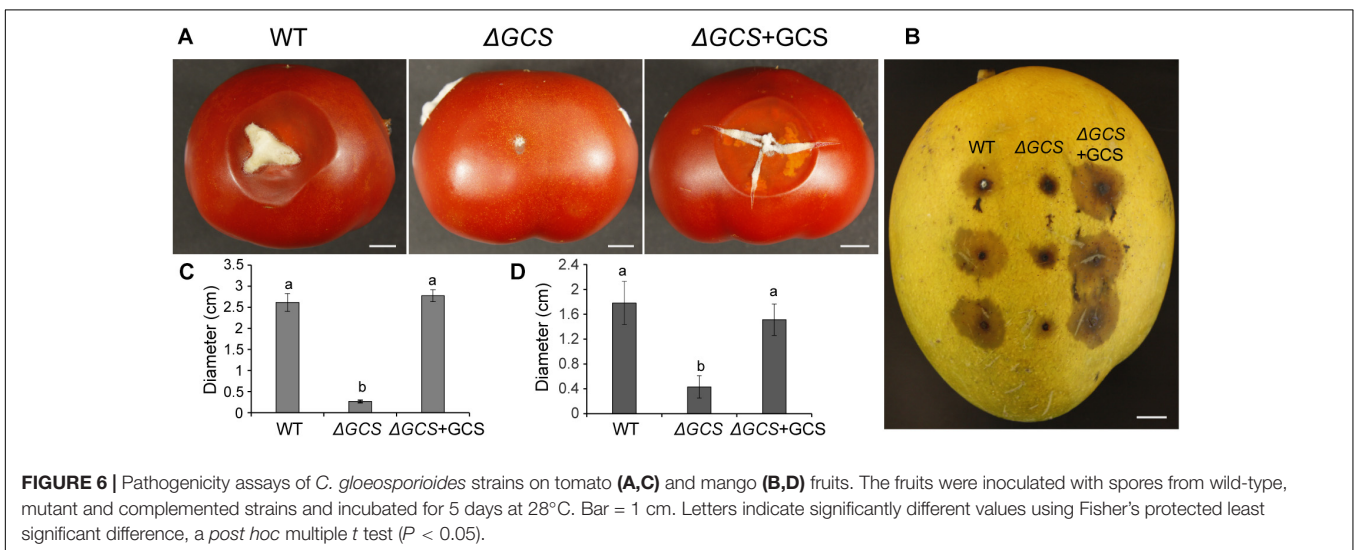 A WT ΔGCS ΔGCS+GCS B
WT ΔGCS ΔGCS
+GCS
C
Diameter (cm)
3.5
3
2.5
2
1.5
1
0.5
0
a
b
a
WT ΔGCS ΔGCS+GCS
D
Diameter (cm)
2.4
2
1.6
1.2
0.8
0.4
0
a
b
a
WT ΔGCS ΔGCS+GCS
FIGURE 6 | Pathogenicity assays of C. gloeosporioides strains on tomato (A,C) and mango (B,D) fruits. The fruits were inoculated with spores from wild-type,
mutant and complemented strains and incubated for 5 days at 28°C. Bar = 1 cm. Letters indicate significantly different values using Fisher's protected least
significant difference, a post hoc multiple t test (P < 0.05).